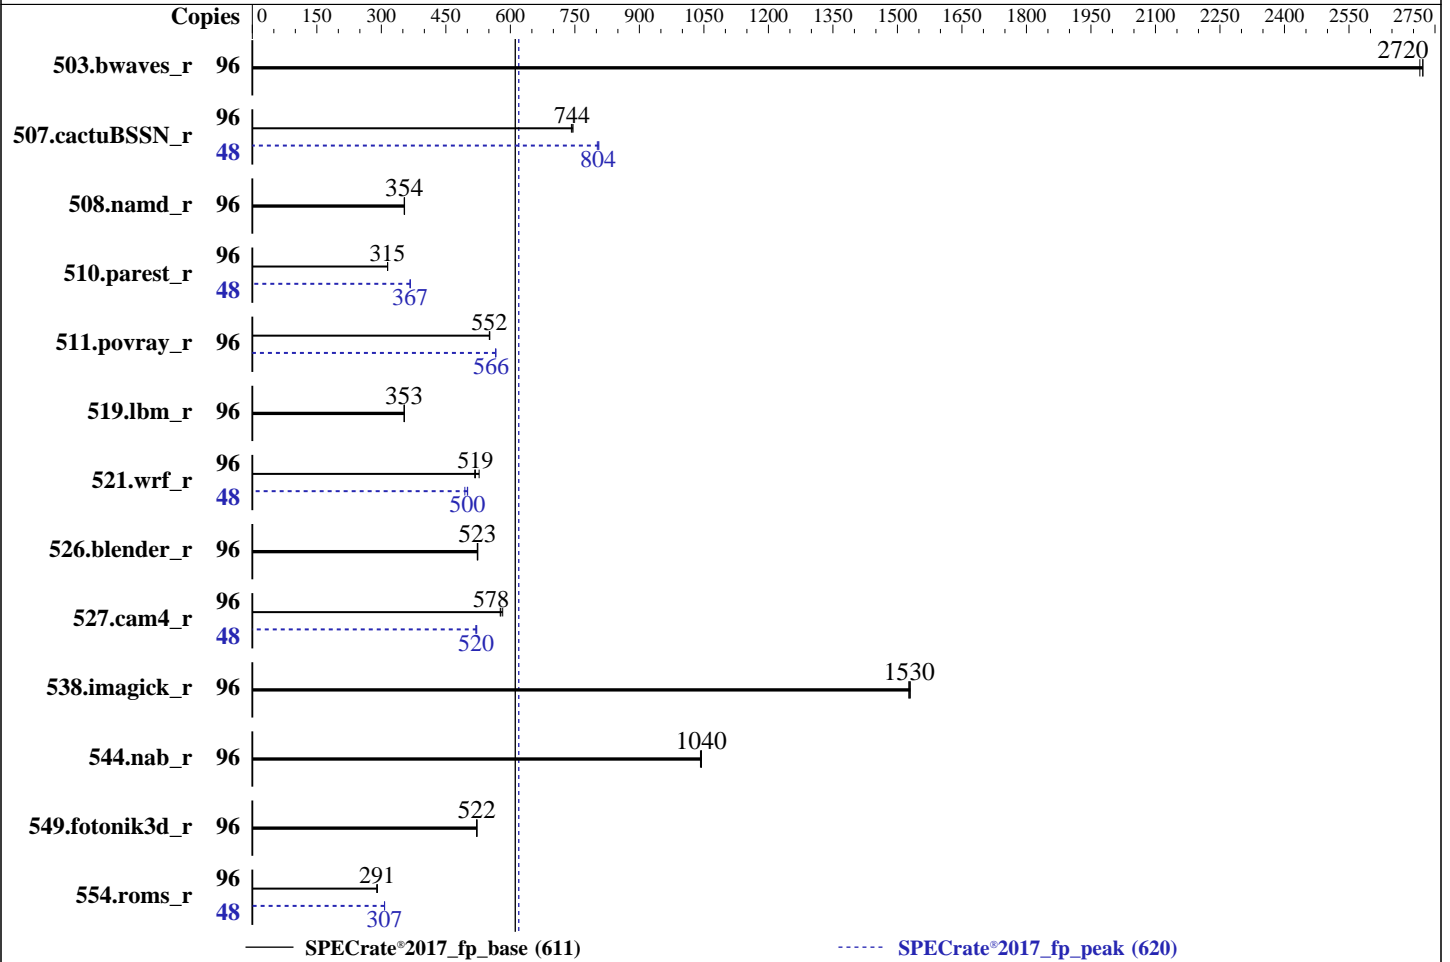 Copies 0 150 300 450 600 750 900 1050 1200 1350 1500 1650 1800 1950 2100 2250 2400 2550 2750
503.bwaves_r 96 2720
507.cactuBSSN_r 96 744
48 804
508.namd_r 96 354
510.parest_r 96 315
48 367
511.povray_r 96 552
566
519.lbm_r 96 353
521.wrf_r 96 519
48 500
526.blender_r 96 523
527.cam4_r 96 578
48 520
538.imagick_r 96 1530
544.nab_r 96 1040
549.fotonik3d_r 96 522
554.roms_r 96 291
48 307
SPECrate®2017_fp_base (611) SPECrate®2017_fp_peak (620)